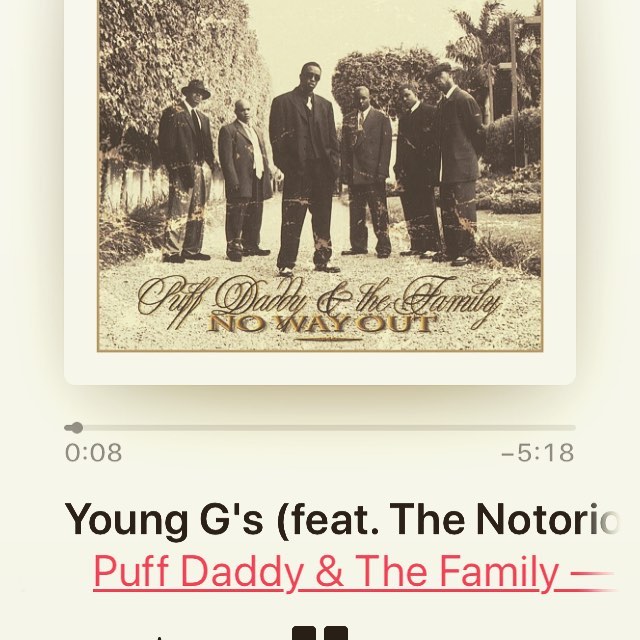 Puff Daddy & the Family
NO WAY OUT
0:08 −5:18
Young G's (feat. The Notorio
Puff Daddy & The Family —